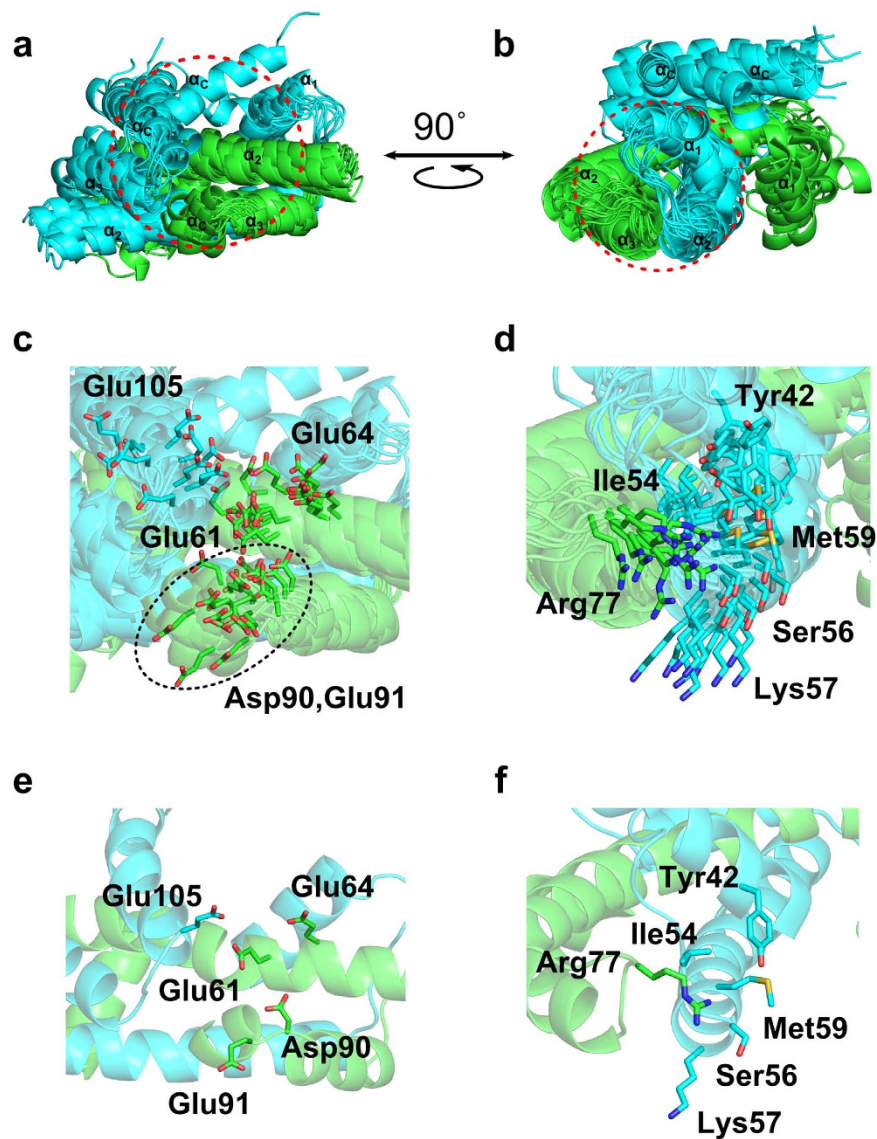 a
b
αC
α1
αC
α2
α3
αC
α3
α2
90°
αC
αC
α1
α2
α1
α3
α2
c
d
Glu105
Glu64
Glu61
Asp90,Glu91
Tyr42
Ile54
Met59
Arg77
Ser56
Lys57
e
f
Glu105
Glu64
Glu61
Asp90
Glu91
Tyr42
Ile54
Arg77
Met59
Ser56
Lys57